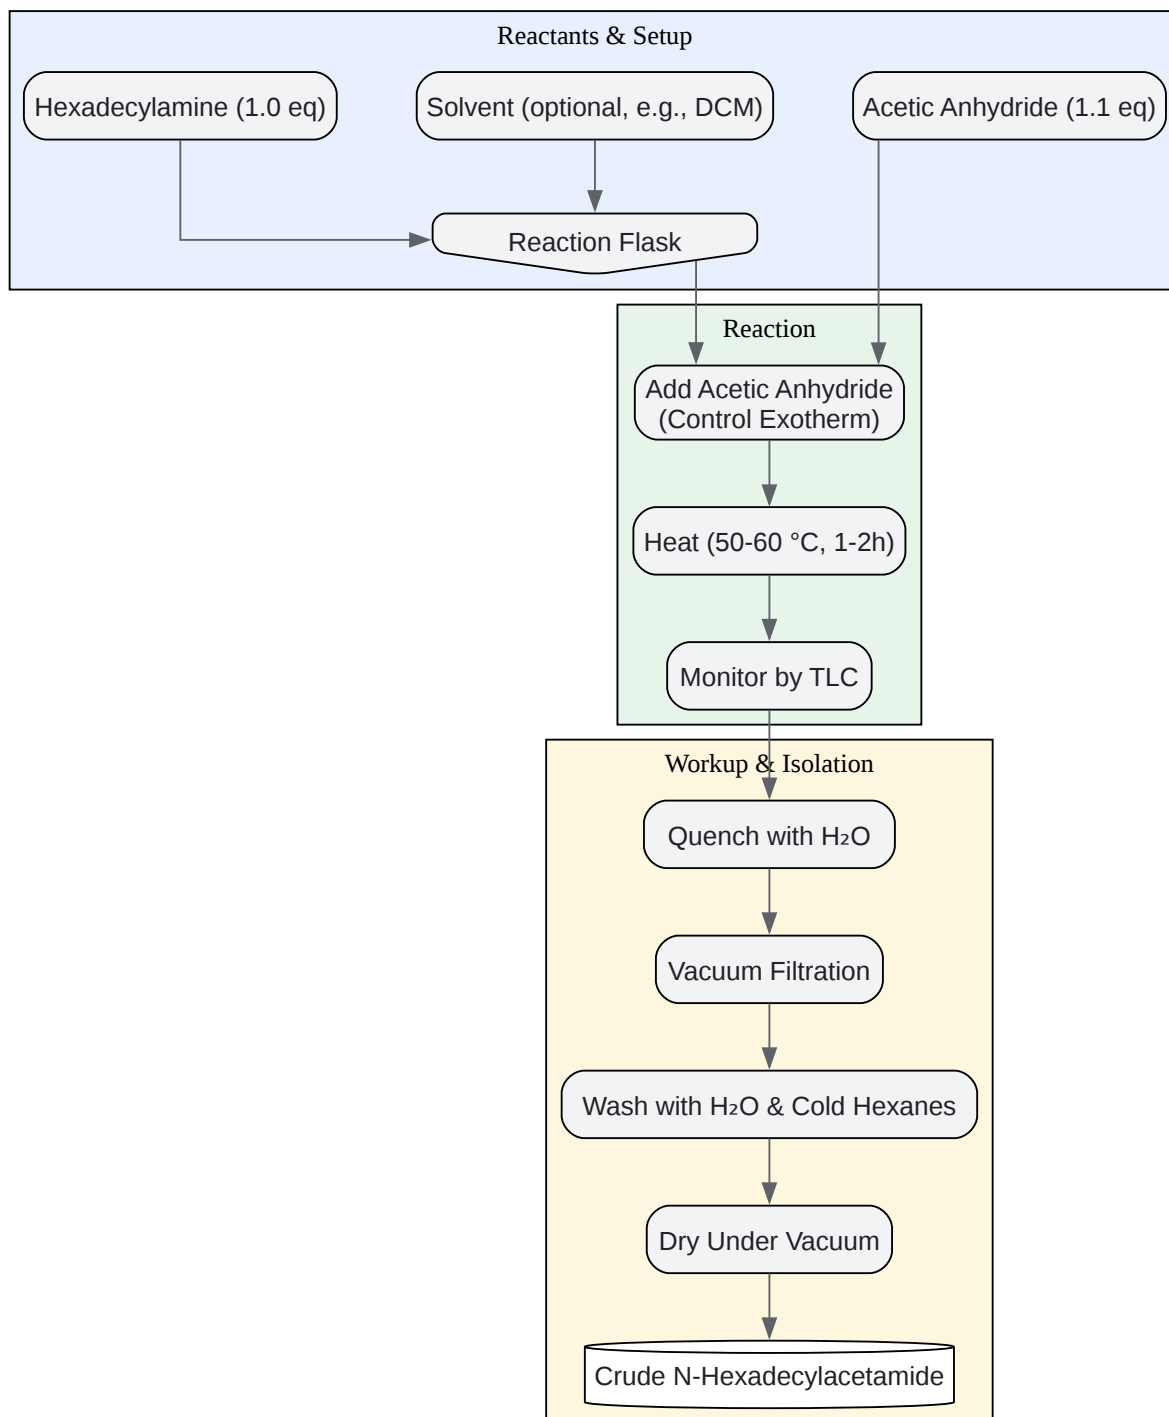 Reactants & Setup
Hexadecylamine (1.0 eq)
Solvent (optional, e.g., DCM)
Acetic Anhydride (1.1 eq)
Reaction Flask
Reaction
Add Acetic Anhydride
(Control Exotherm)
Heat (50-60 °C, 1-2h)
Monitor by TLC
Workup & Isolation
Quench with H₂O
Vacuum Filtration
Wash with H₂O & Cold Hexanes
Dry Under Vacuum
Crude N-Hexadecylacetamide